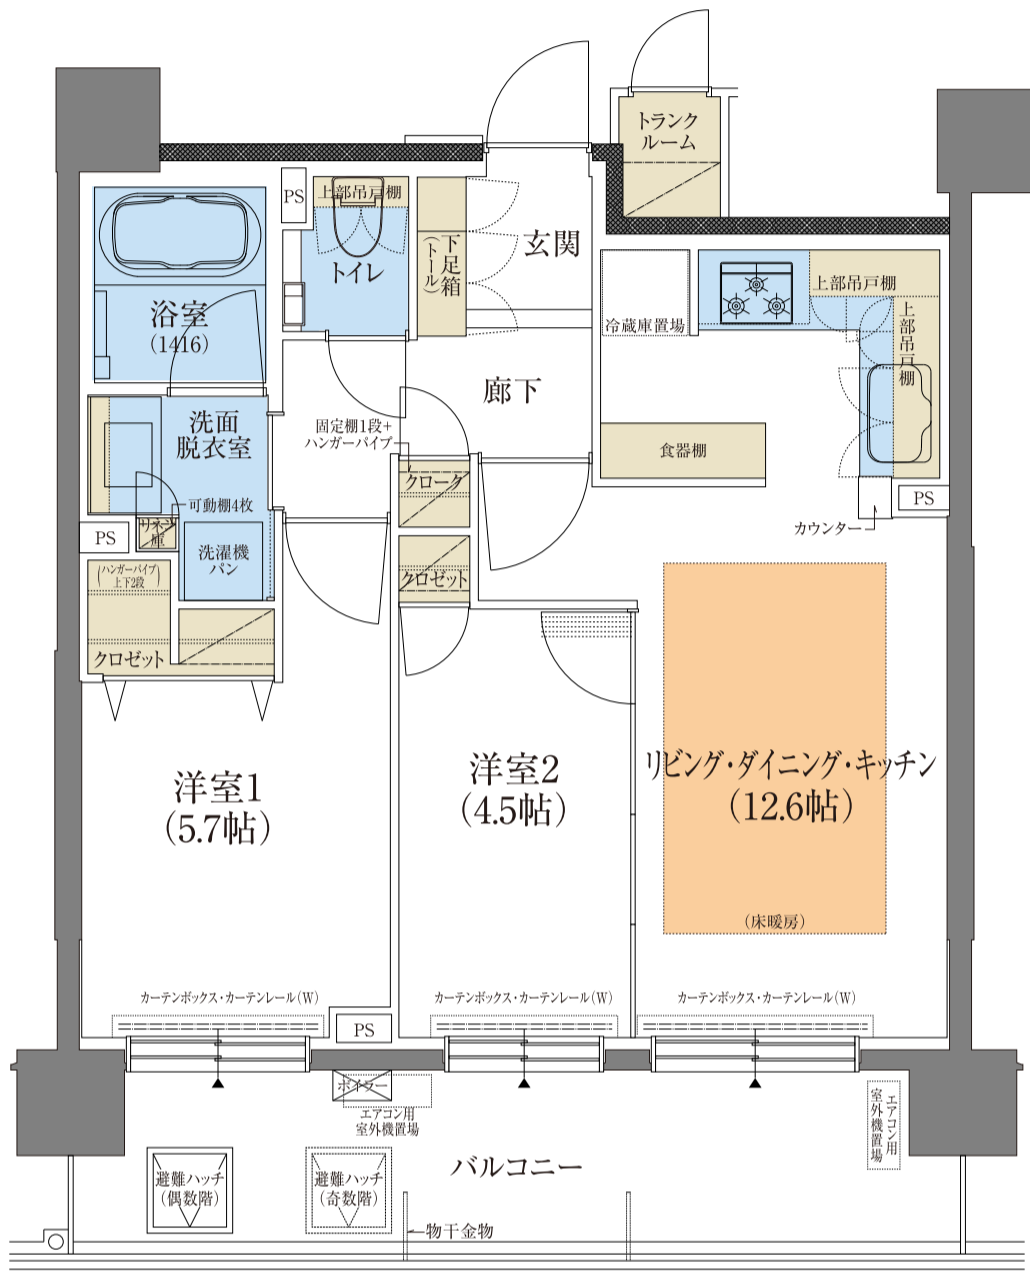 トランク
ルーム
PS
上部吊戸棚
トイレ
下足箱
(トール)
玄関
浴室
(1416)
冷蔵庫置場
上部吊戸棚
上部吊戸棚
廊下
洗面
脱衣室
固定棚1段+
ハンガーパイプ
クローク
食器棚
PS
カウンター
可動棚4枚
リネン
庫
PS
洗濯機
パン
(ハンガーパイプ
上下2段)
クロゼット
クロゼット
洋室1
(5.7帖)
洋室2
(4.5帖)
リビング・ダイニング・キッチン
(12.6帖)
(床暖房)
カーテンボックス・カーテンレール(W)
カーテンボックス・カーテンレール(W)
カーテンボックス・カーテンレール(W)
PS
ボイラー
エアコン用
室外機置場
エアコン用
室外機置場
バルコニー
避難ハッチ
(偶数階)
避難ハッチ
(奇数階)
物干金物